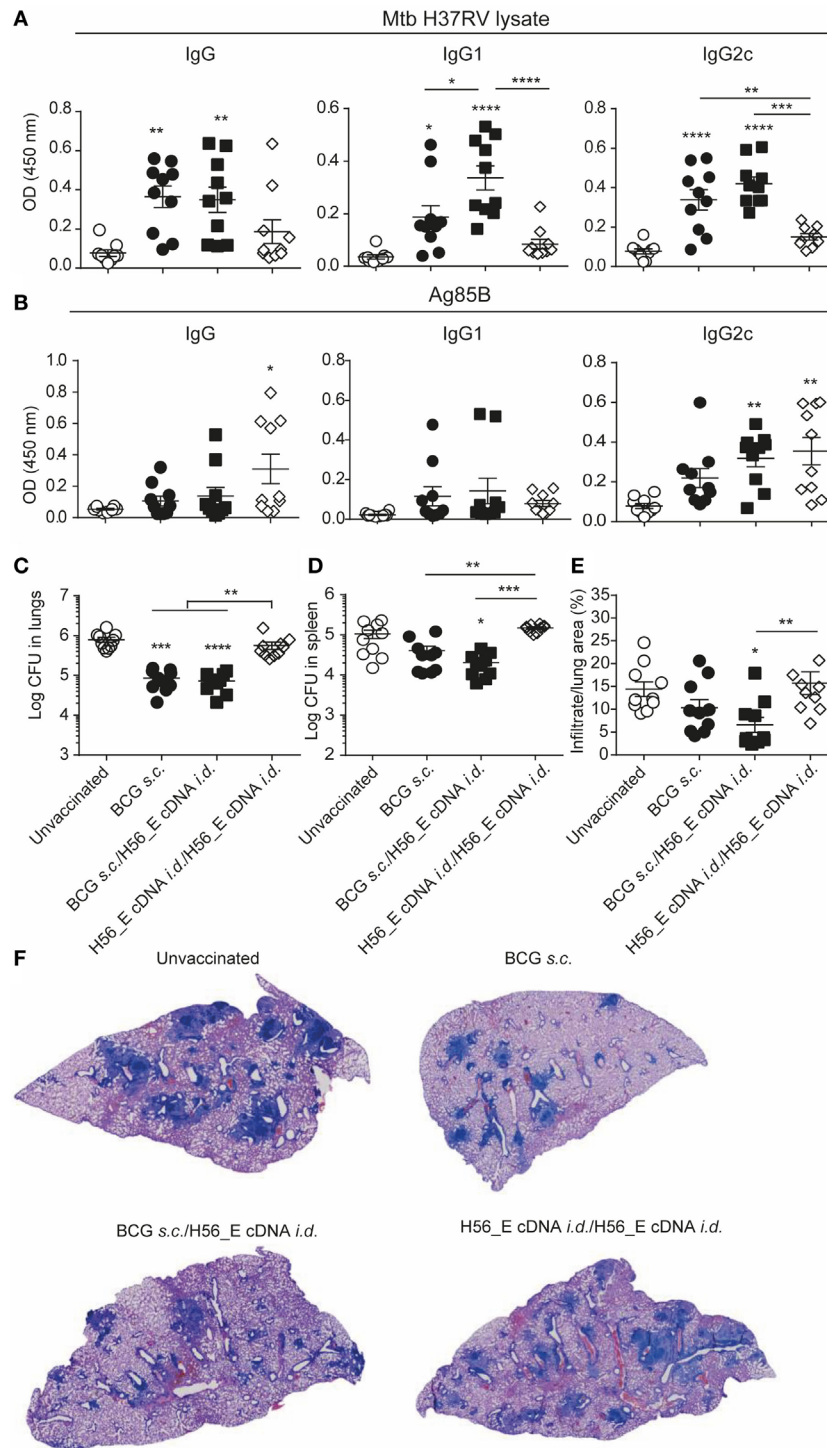 A
Mtb H37RV lysate
IgG
IgG1
IgG2c
OD (450 nm)
0.8
0.6
0.4
0.2
0.0
**
**
0.6
0.4
0.2
0.0
*
*
****
****
0.8
0.6
0.4
0.2
0.0
****
****
**
***
B
Ag85B
IgG
IgG1
IgG2c
OD (450 nm)
1.0
0.8
0.6
0.4
0.2
0.0
*
0.8
0.6
0.4
0.2
0.0
0.8
0.6
0.4
0.2
0.0
**
**
C
Log CFU in lungs
7
6
5
4
3
***
****
**
Unvaccinated
BCG s.c.
BCG s.c./H56_E cDNA i.d.
H56_E cDNA i.d./H56_E cDNA i.d.
D
Log CFU in spleen
6
5
4
3
2
*
**
***
Unvaccinated
BCG s.c.
BCG s.c./H56_E cDNA i.d.
H56_E cDNA i.d./H56_E cDNA i.d.
E
Infiltrate/lung area (%)
35
30
25
20
15
10
5
0
*
**
Unvaccinated
BCG s.c.
BCG s.c./H56_E cDNA i.d.
H56_E cDNA i.d./H56_E cDNA i.d.
F
Unvaccinated
BCG s.c.
BCG s.c./H56_E cDNA i.d.
H56_E cDNA i.d./H56_E cDNA i.d.